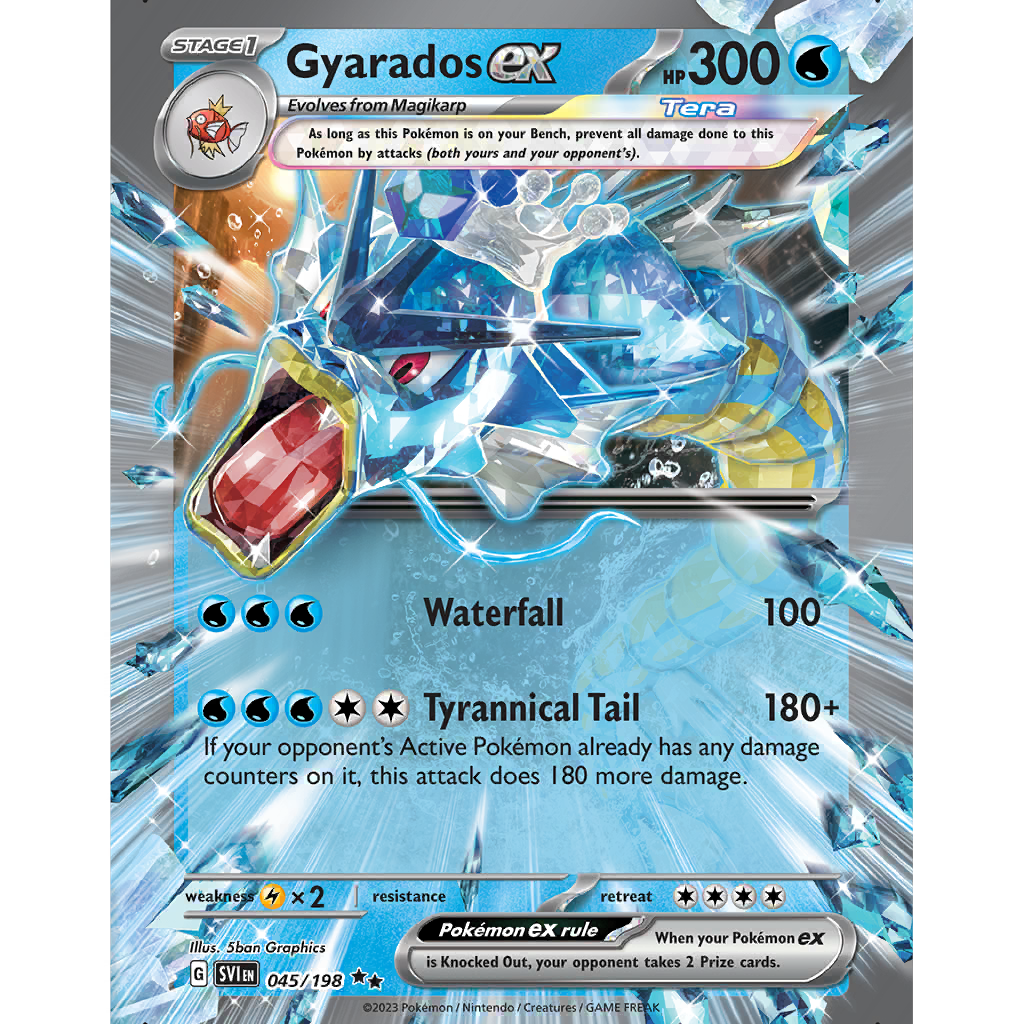 STAGE1
Gyarados ex
HP 300
Evolves from Magikarp
Tera
As long as this Pokémon is on your Bench, prevent all damage done to this
Pokémon by attacks (both yours and your opponent's).
Waterfall 100
Tyrannical Tail 180+
If your opponent's Active Pokémon already has any damage
counters on it, this attack does 180 more damage.
weakness ×2 resistance retreat
Pokémon ex rule
When your Pokémon ex
is Knocked Out, your opponent takes 2 Prize cards.
Illus. 5ban Graphics
G SVI EN 045/198
©2023 Pokémon / Nintendo / Creatures / GAME FREAK